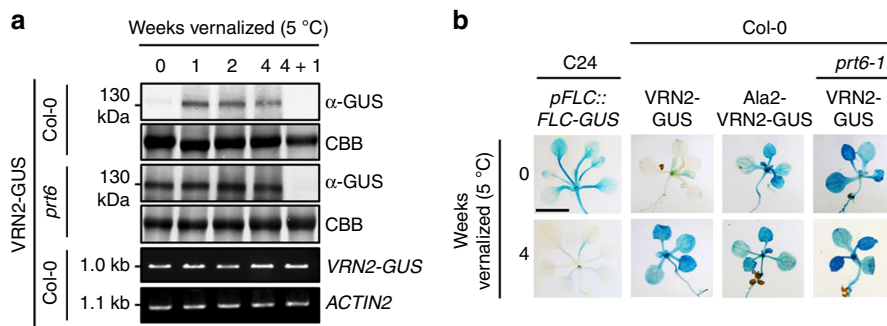 a
Weeks vernalized (5 °C)
0 1 2 4 4 + 1
VRN2-GUS
Col-0
130 kDa
α-GUS
CBB
prt6
130 kDa
α-GUS
CBB
Col-0
1.0 kb
VRN2-GUS
1.1 kb
ACTIN2
b
Col-0
C24
prt6-1
pFLC::
FLC-GUS
VRN2-
GUS
Ala2-
VRN2-GUS
VRN2-
GUS
Weeks
vernalized (5 °C)
0
4